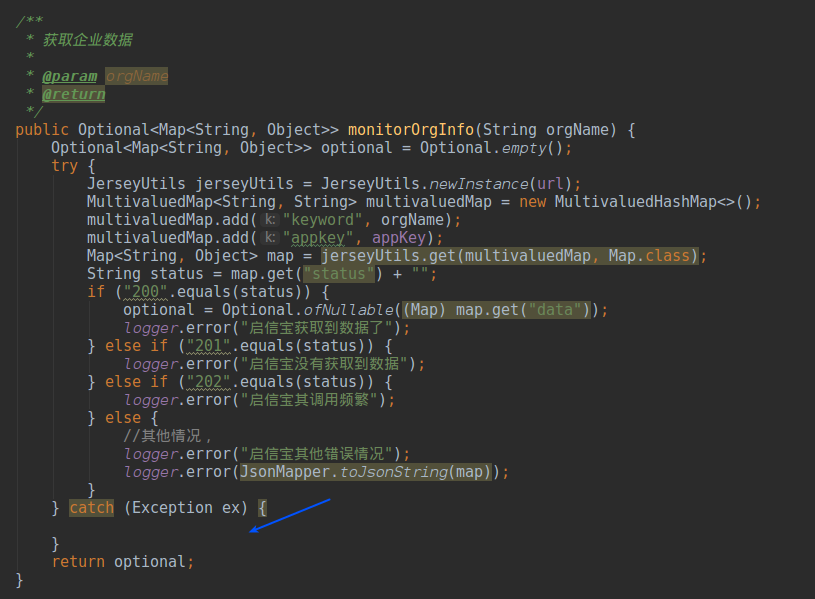 /**
 * 获取企业数据
 *
 * @param orgName
 * @return
 */
public Optional<Map<String, Object>> monitorOrgInfo(String orgName) {
    Optional<Map<String, Object>> optional = Optional.empty();
    try {
        JerseyUtils jerseyUtils = JerseyUtils.newInstance(url);
        MultivaluedMap<String, String> multivaluedMap = new MultivaluedHashMap<>();
        multivaluedMap.add( k: "keyword", orgName);
        multivaluedMap.add( k: "appkey", appKey);
        Map<String, Object> map = jerseyUtils.get(multivaluedMap, Map.class);
        String status = map.get("status") + "";
        if ("200".equals(status)) {
            optional = Optional.ofNullable((Map) map.get("data"));
            logger.error("启信宝获取到数据了");
        } else if ("201".equals(status)) {
            logger.error("启信宝没有获取到数据");
        } else if ("202".equals(status)) {
            logger.error("启信宝其调用频繁");
        } else {
            //其他情况，
            logger.error("启信宝其他错误情况");
            logger.error(JsonMapper.toJsonString(map));
        }
    } catch (Exception ex) {
    }
    return optional;
}